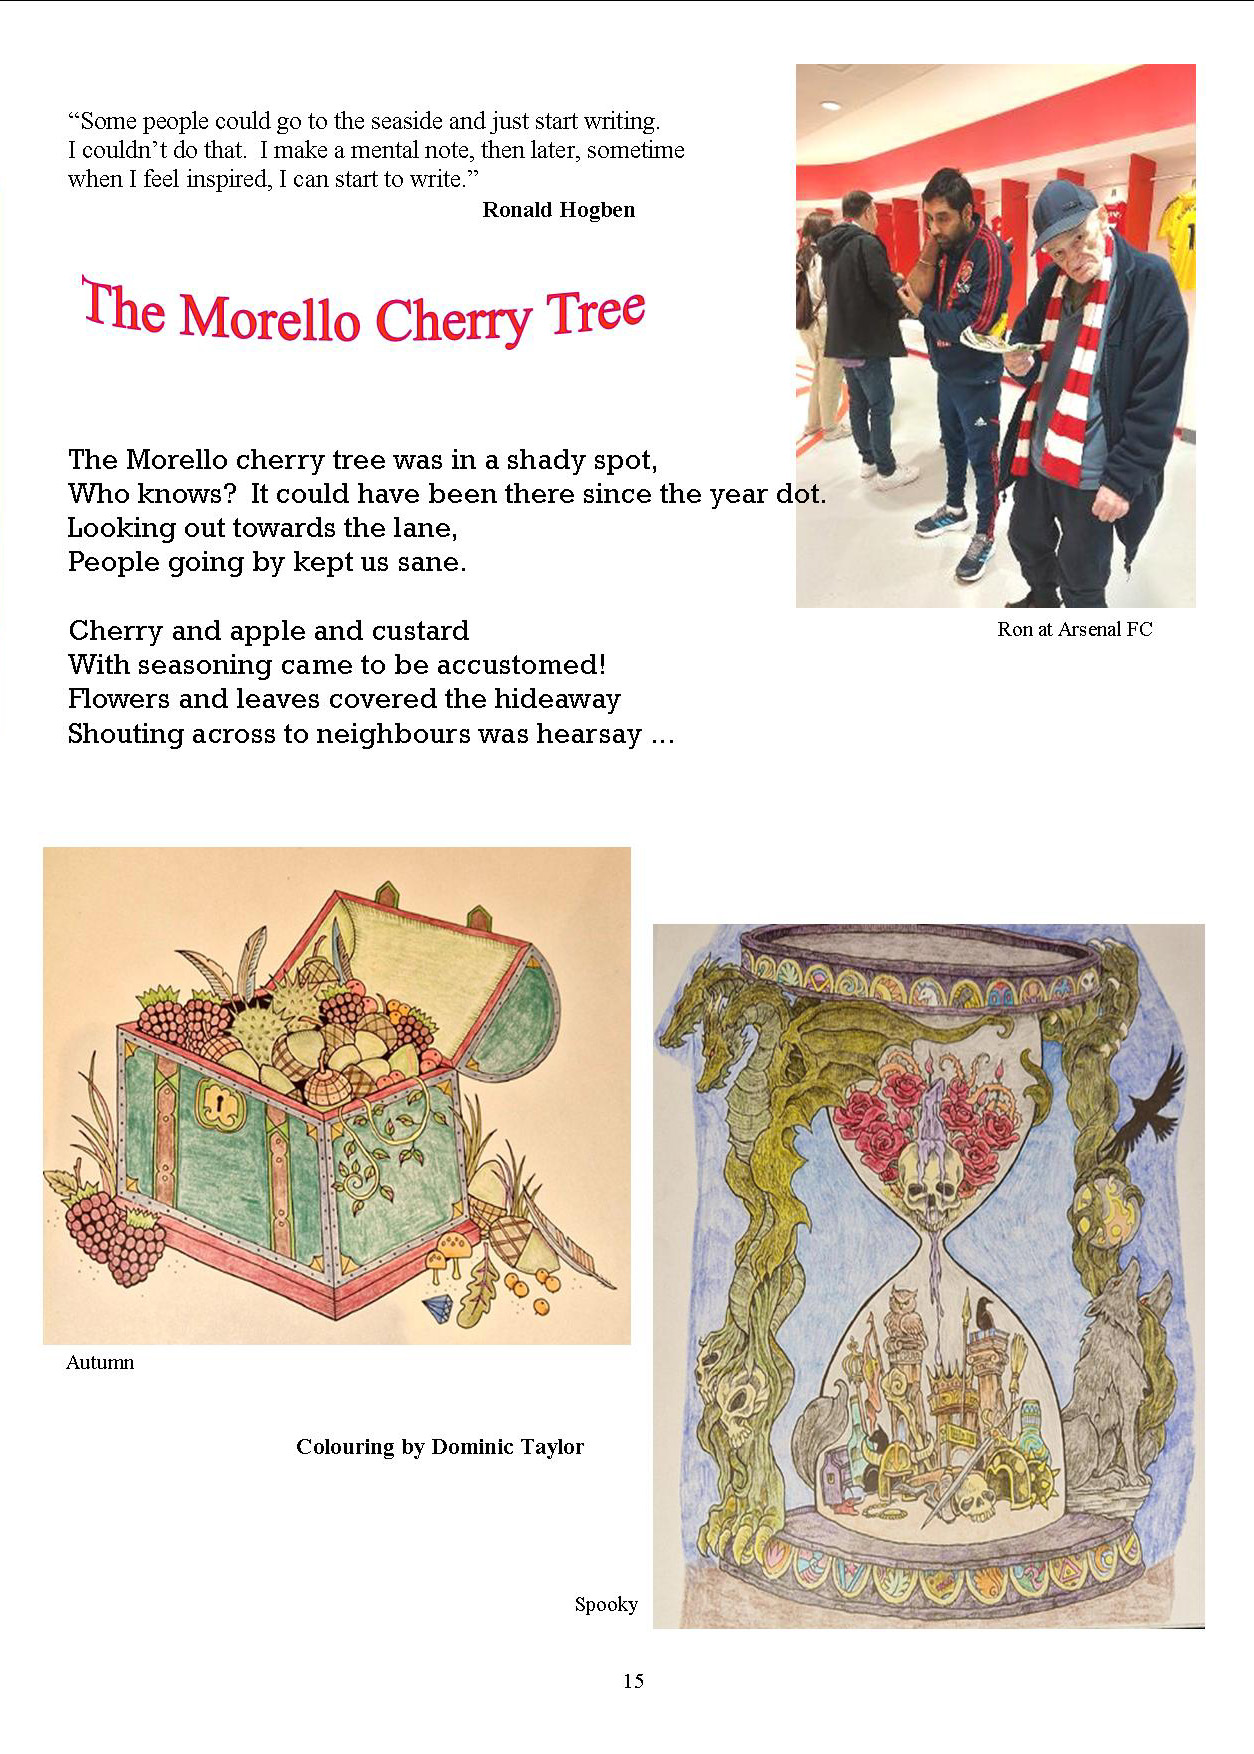 “Some people could go to the seaside and just start writing.
I couldn’t do that.  I make a mental note, then later, sometime
when I feel inspired, I can start to write.”
Ronald Hogben
The Morello Cherry Tree
The Morello cherry tree was in a shady spot,
Who knows?  It could have been there since the year dot.
Looking out towards the lane,
People going by kept us sane.
Ron at Arsenal FC
Cherry and apple and custard
With seasoning came to be accustomed!
Flowers and leaves covered the hideaway
Shouting across to neighbours was hearsay ...
Autumn
Colouring by Dominic Taylor
Spooky
15